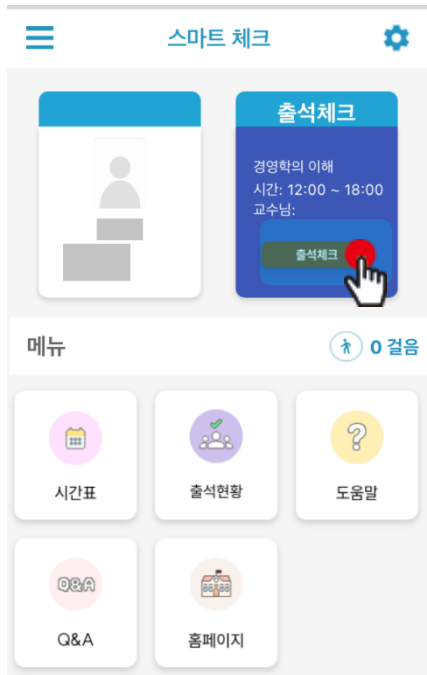 스마트 체크
출석체크
경영학의 이해
시간: 12:00 ~ 18:00
교수님:
출석체크
메뉴
0 걸음
시간표
출석현황
도움말
Q&A
Q&A
홈페이지